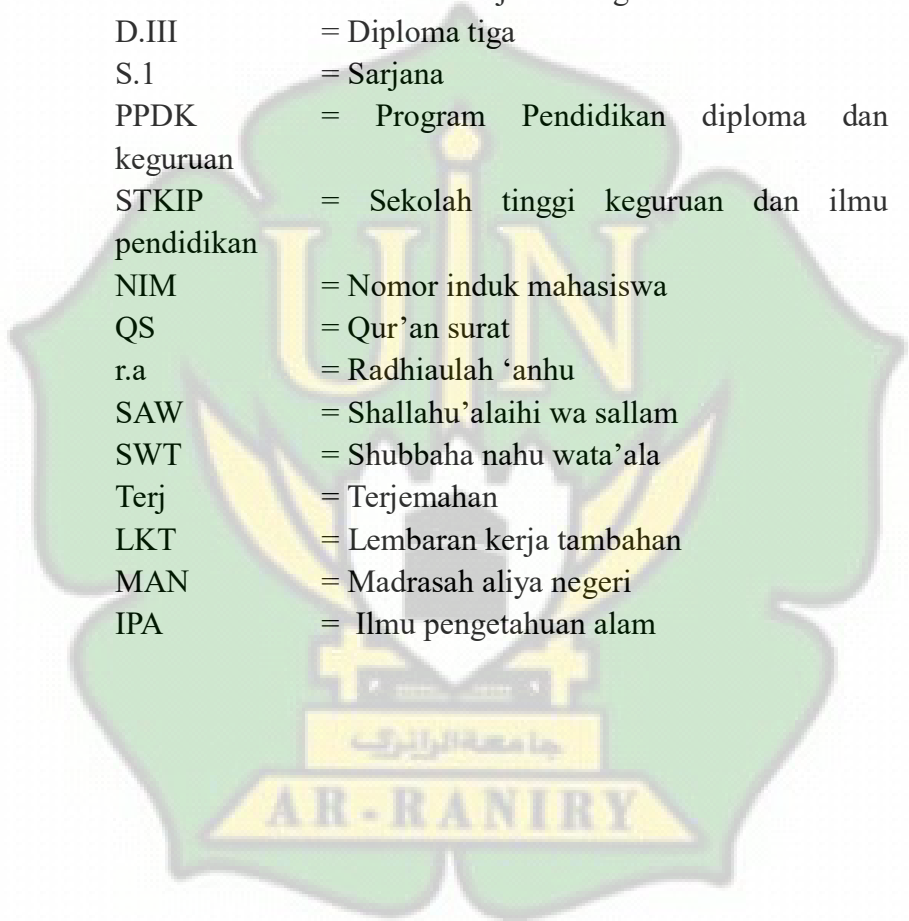 D.III = Diploma tiga
S.1 = Sarjana
PPDK = Program Pendidikan diploma dan
keguruan
STKIP = Sekolah tinggi keguruan dan ilmu
pendidikan
NIM = Nomor induk mahasiswa
QS = Qur’an surat
r.a = Radhiaulah ‘anhu
SAW = Shallahu’alaihi wa sallam
SWT = Shubbaha nahu wata’ala
Terj = Terjemahan
LKT = Lembaran kerja tambahan
MAN = Madrasah aliya negeri
IPA = Ilmu pengetahuan alam
UIN
جامعةالرانري
AR-RANIRY